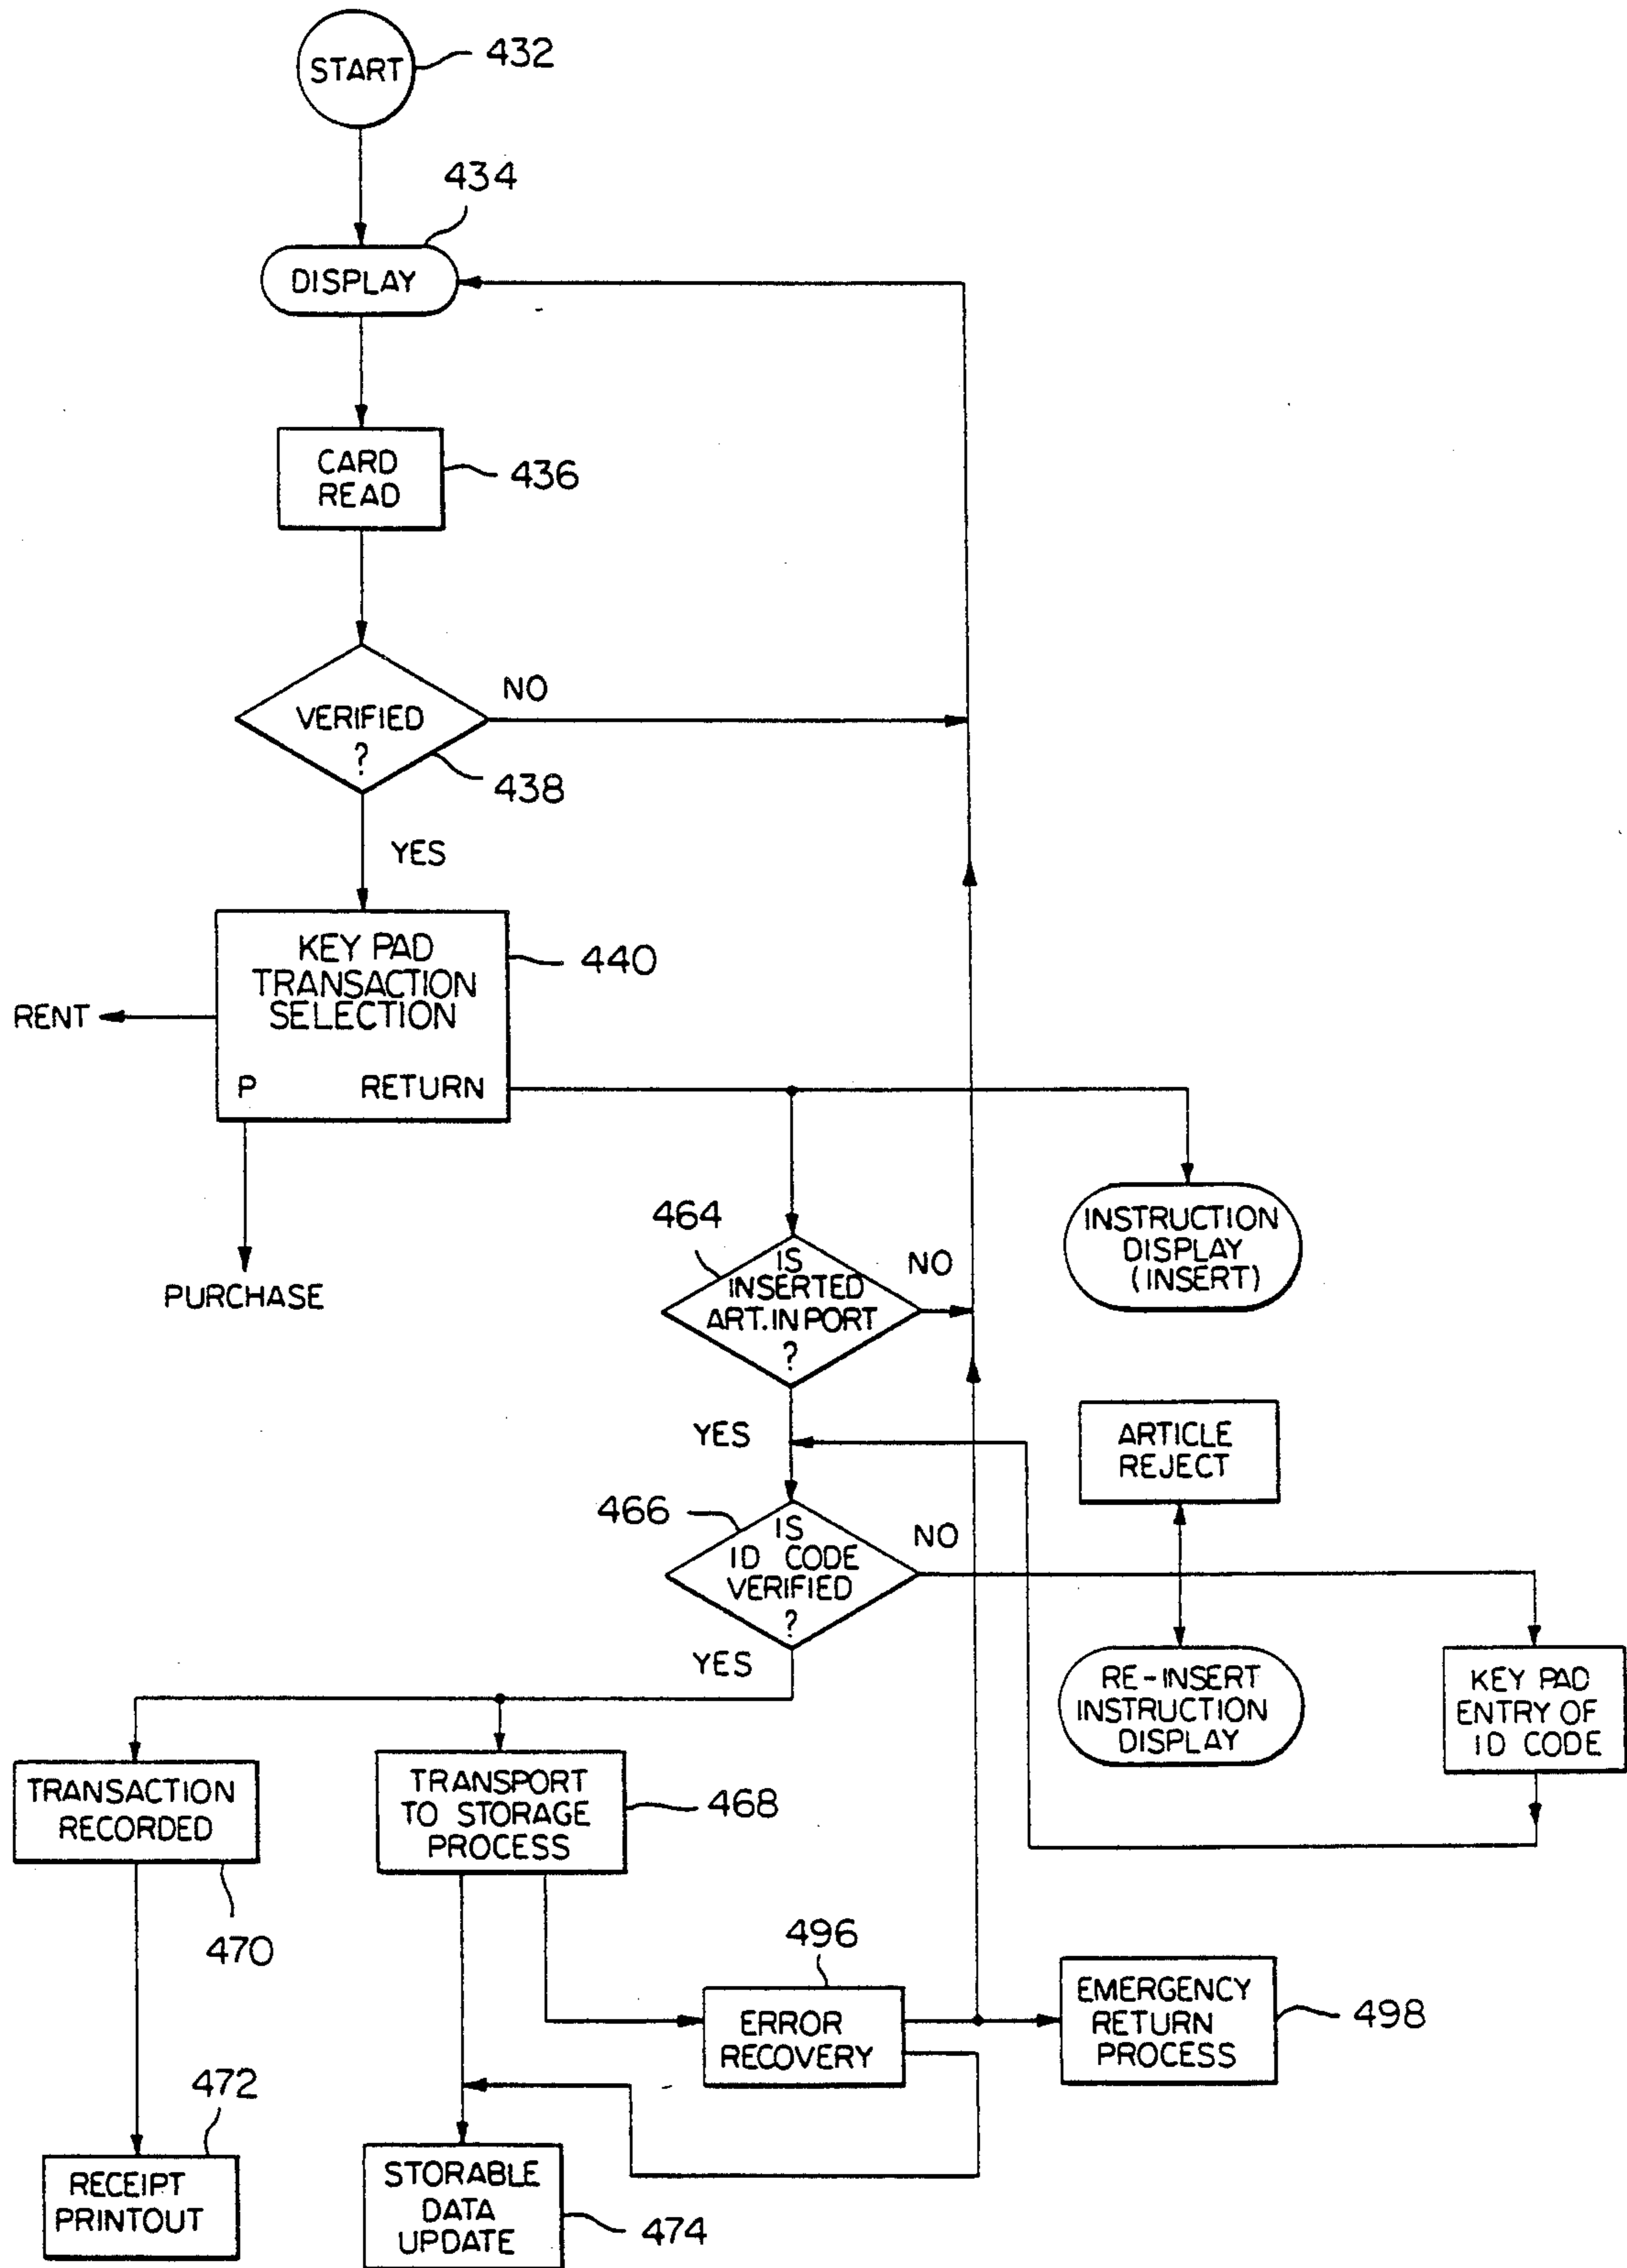 START
432
434
DISPLAY
CARD
READ
436
NO
VERIFIED
?
438
YES
KEY PAD
TRANSACTION
SELECTION
440
RENT
P RETURN
PURCHASE
464
IS
INSERTED
ART. IN PORT
?
NO
INSTRUCTION
DISPLAY
(INSERT)
YES
ARTICLE
REJECT
466
IS
ID CODE
VERIFIED
?
NO
YES
RE-INSERT
INSTRUCTION
DISPLAY
KEY PAD
ENTRY OF
ID CODE
TRANSACTION
RECORDED
470
TRANSPORT
TO STORAGE
PROCESS
468
496
ERROR
RECOVERY
EMERGENCY
RETURN
PROCESS
498
472
RECEIPT
PRINTOUT
STORABLE
DATA
UPDATE
474